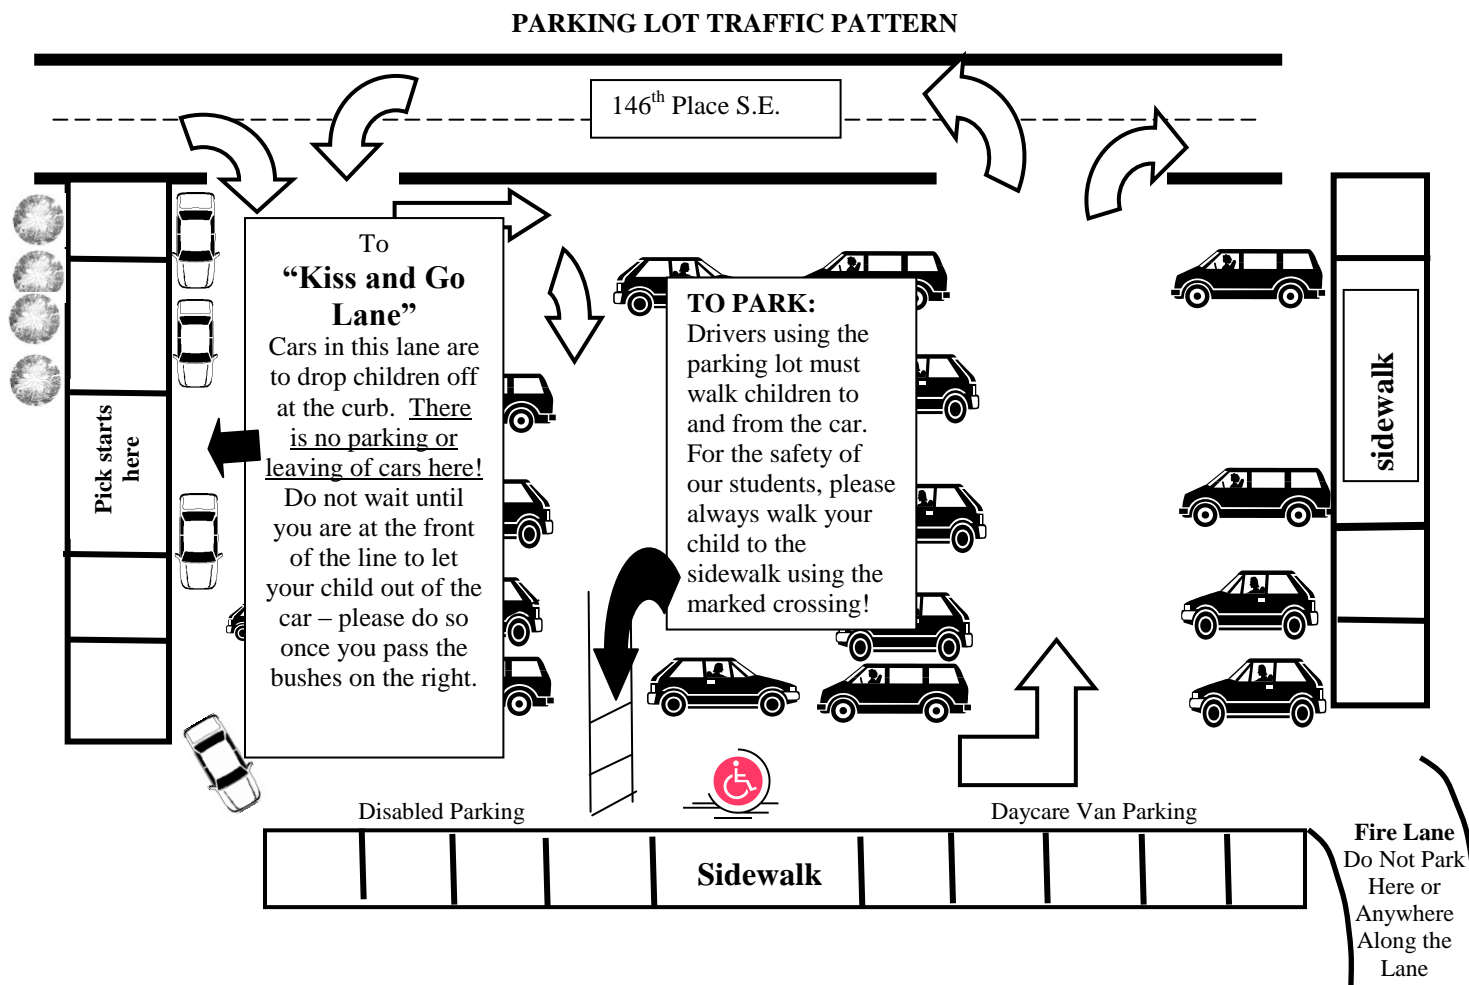 PARKING LOT TRAFFIC PATTERN
146th Place S.E.
To
“Kiss and Go
Lane”
Cars in this lane are
to drop children off
at the curb. There
is no parking or
leaving of cars here!
Do not wait until
you are at the front
of the line to let
your child out of the
car – please do so
once you pass the
bushes on the right.
TO PARK:
Drivers using the
parking lot must
walk children to
and from the car.
For the safety of
our students, please
always walk your
child to the
sidewalk using the
marked crossing!
Pick starts
here
sidewalk
Disabled Parking
Daycare Van Parking
Sidewalk
Fire Lane
Do Not Park
Here or
Anywhere
Along the
Lane